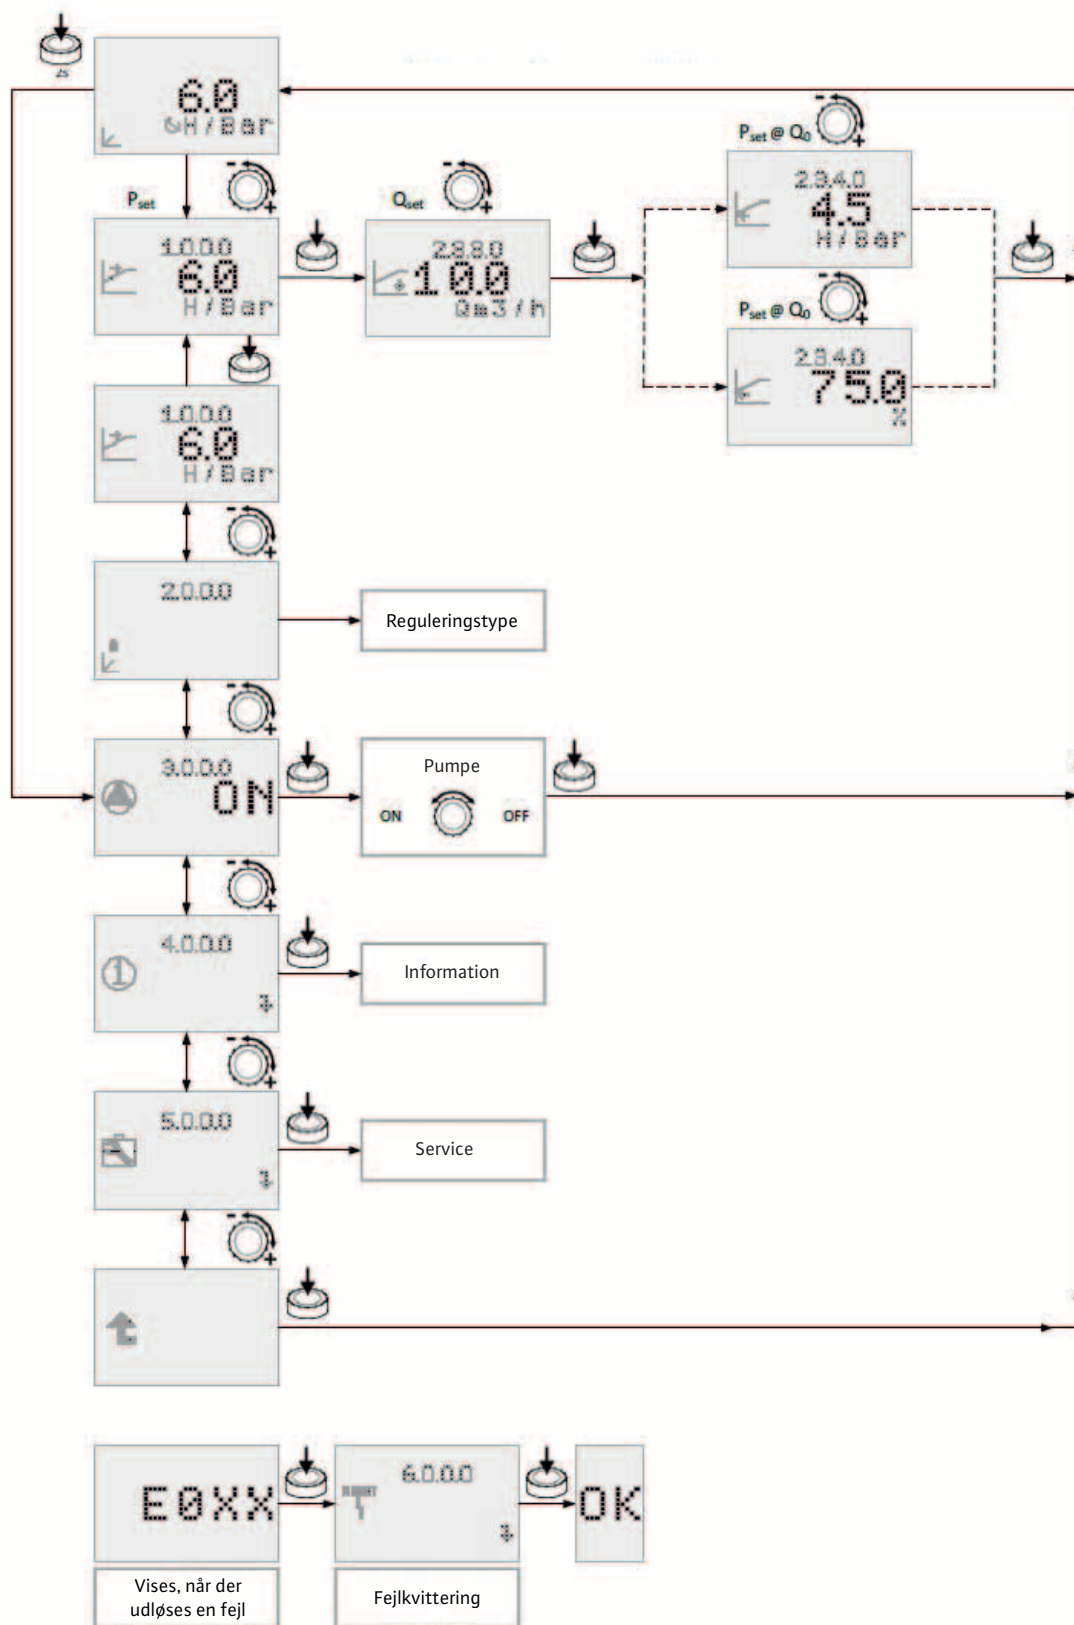 2s
6.0
H/Bar
Pset
1.0.0.0
6.0
H/Bar
Qset
2.3.8.0
10.0
Qm3/h
Pset @ Q0
2.3.4.0
4.5
H/Bar
Pset @ Q0
2.3.4.0
75.0
%
1.0.0.0
6.0
H/Bar
2.0.0.0
Reguleringstype
3.0.0.0
ON
Pumpe
ON
OFF
4.0.0.0
Information
5.0.0.0
Service
E0XX
6.0.0.0
OK
Vises, når der
udløses en fejl
Fejlkvittering